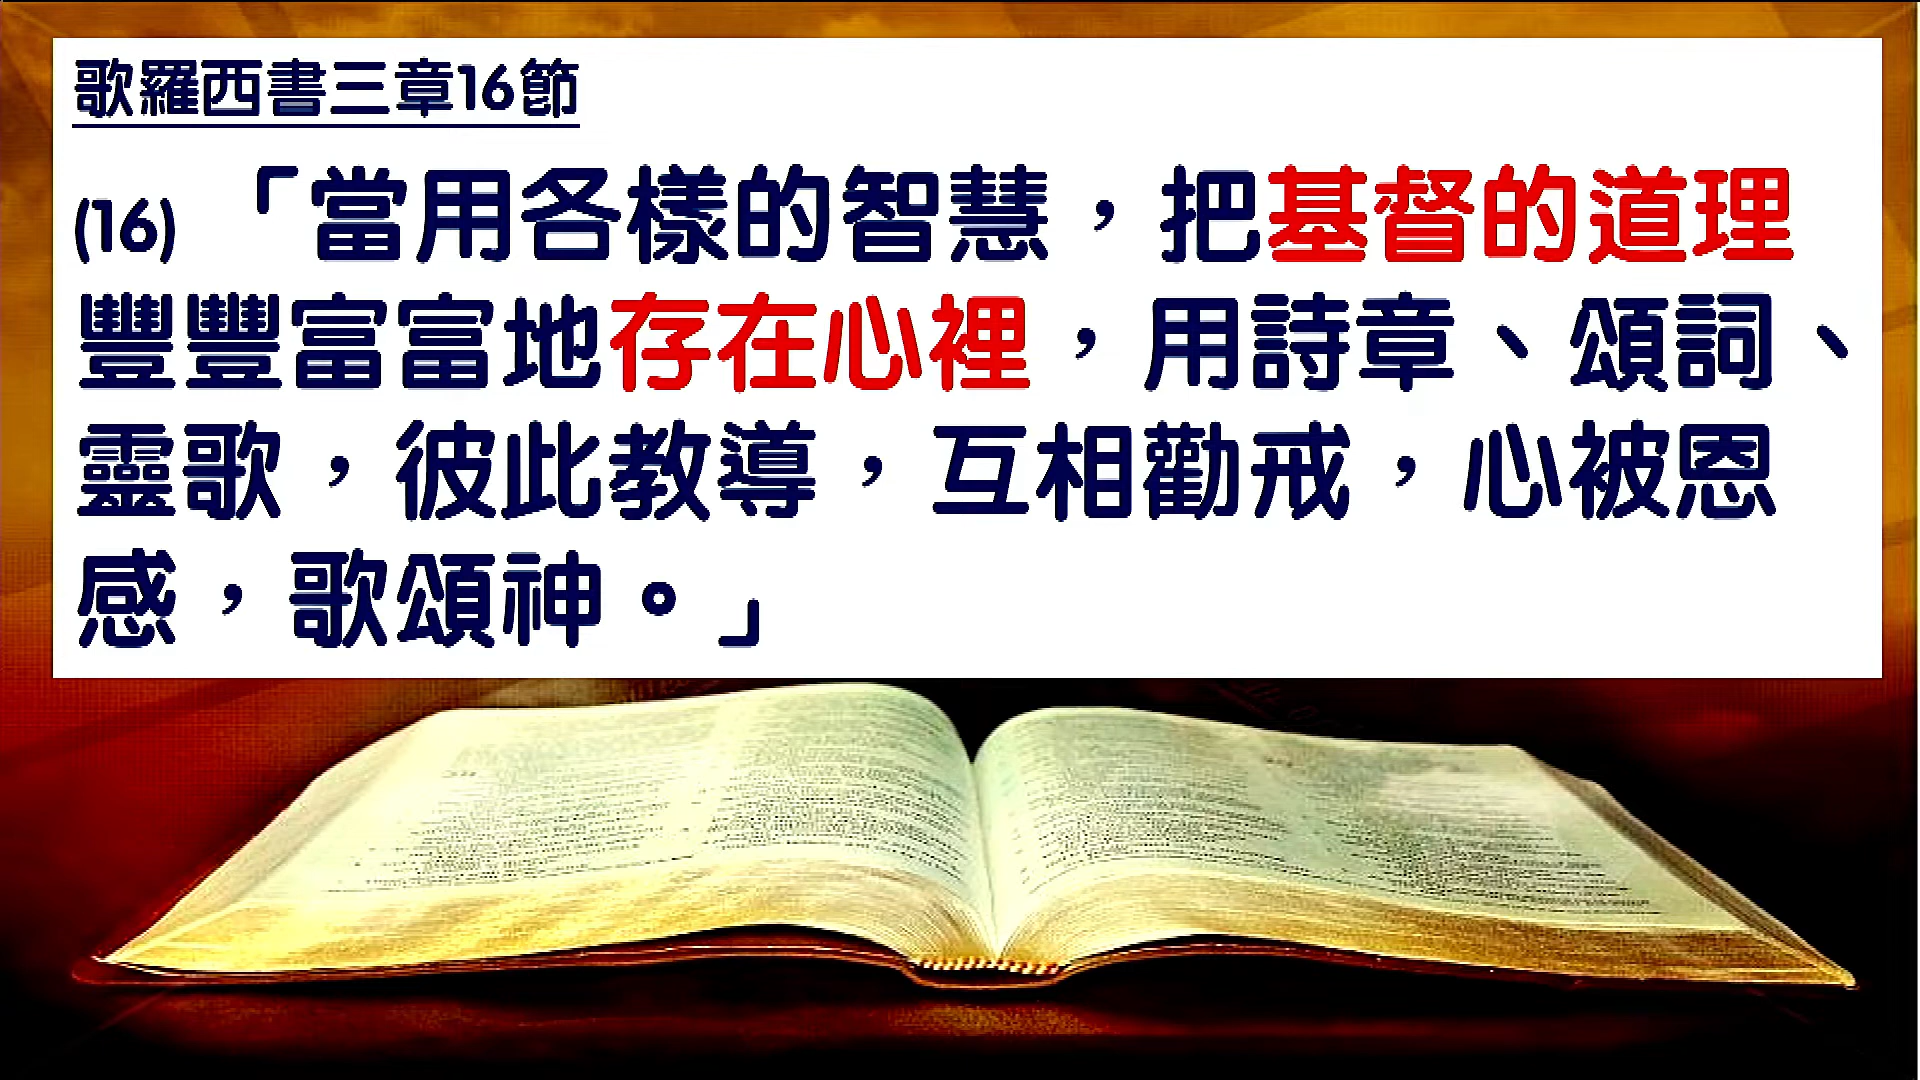 歌羅西書三章16節
(16) 「當用各樣的智慧，把基督的道理
豐豐富富地存在心裡，用詩章、頌詞、
靈歌，彼此教導，互相勸戒，心被恩
感，歌頌神。」